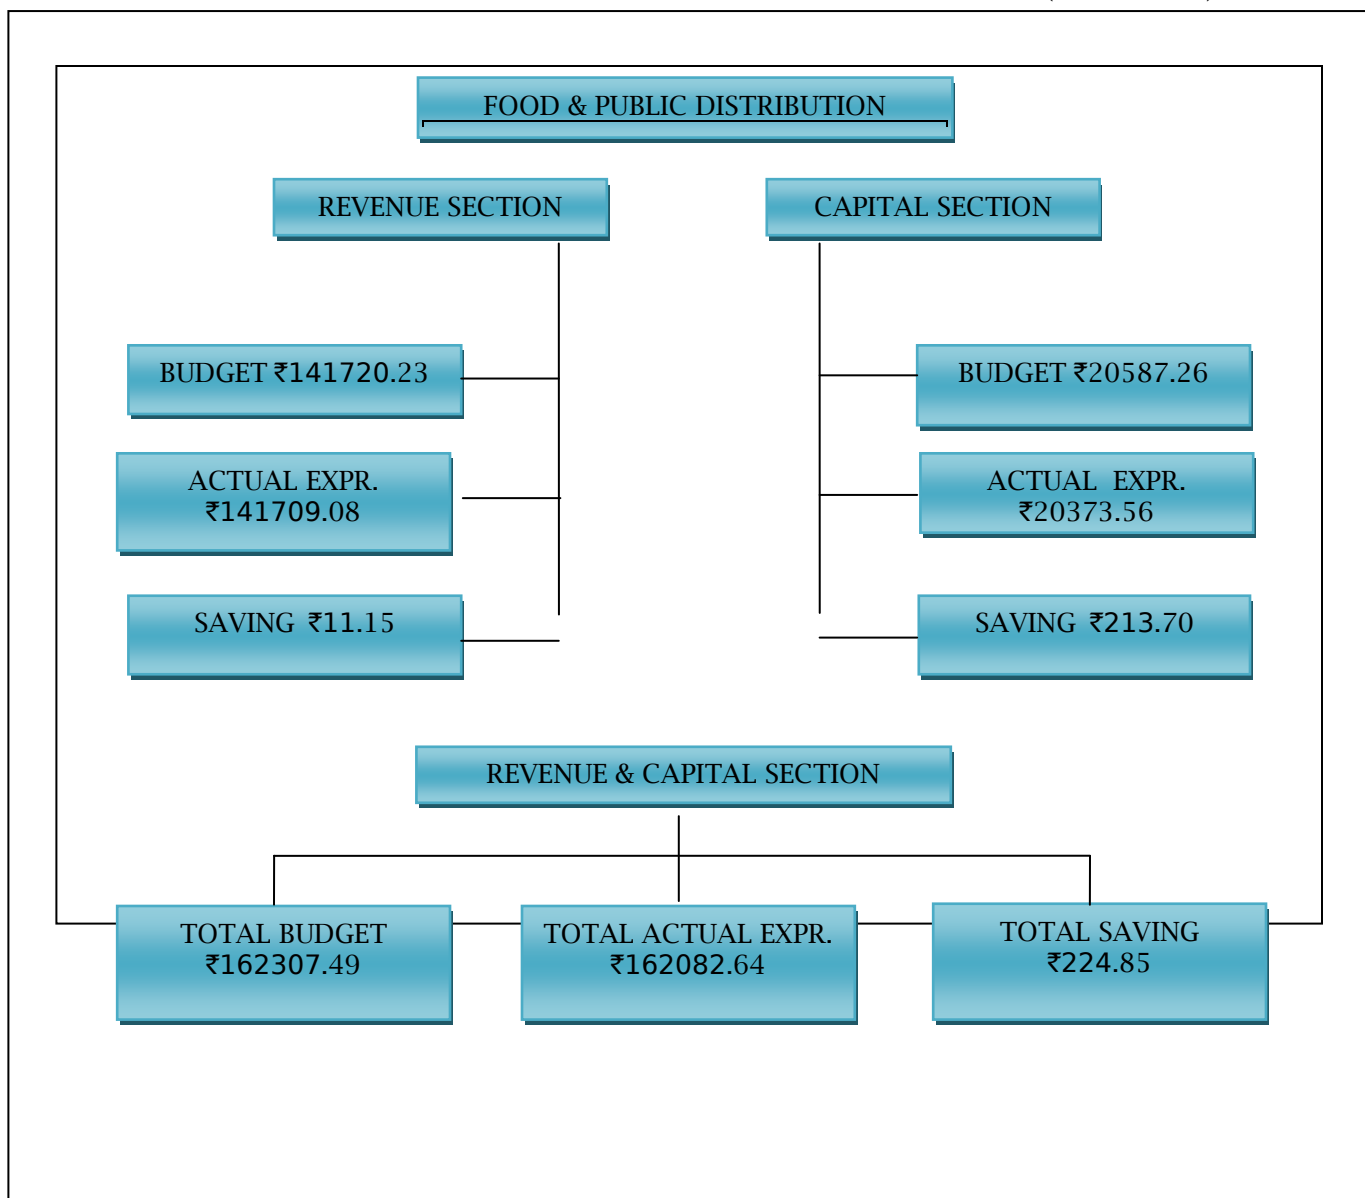 FOOD & PUBLIC DISTRIBUTION
REVENUE SECTION
CAPITAL SECTION
BUDGET ₹141720.23
BUDGET ₹20587.26
ACTUAL EXPR.
₹141709.08
ACTUAL EXPR.
₹20373.56
SAVING ₹11.15
SAVING ₹213.70
REVENUE & CAPITAL SECTION
TOTAL BUDGET
₹162307.49
TOTAL ACTUAL EXPR.
₹162082.64
TOTAL SAVING
₹224.85